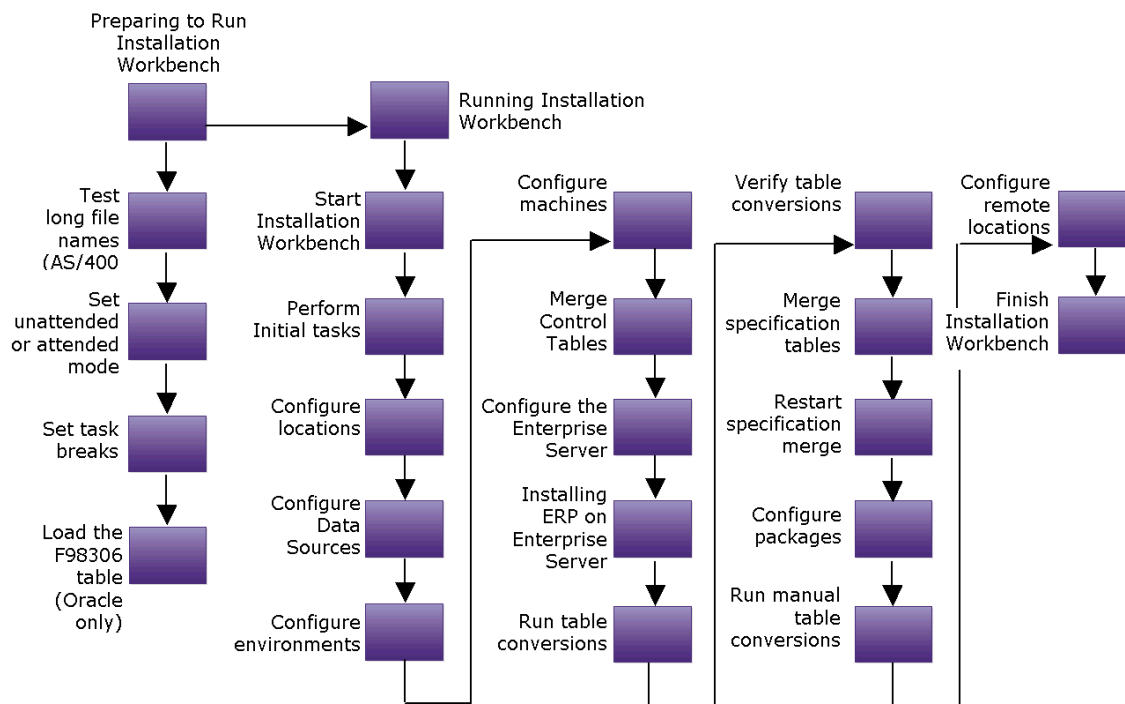 Preparing to Run
Installation
Workbench
Test
long file
names
(AS/400
Set
unattended
or attended
mode
Set task
breaks
Load the
F98306
table
(Oracle
only)
Running Installation
Workbench
Start
Installation
Workbench
Perform
Initial tasks
Configure
locations
Configure
Data
Sources
Configure
environments
Configure
machines
Merge
Control
Tables
Configure the
Enterprise
Server
Installing
ERP on
Enterprise
Server
Run table
conversions
Verify table
conversions
Merge
specification
tables
Restart
specification
merge
Configure
packages
Run manual
table
conversions
Configure
remote
locations
Finish
Installation
Workbench